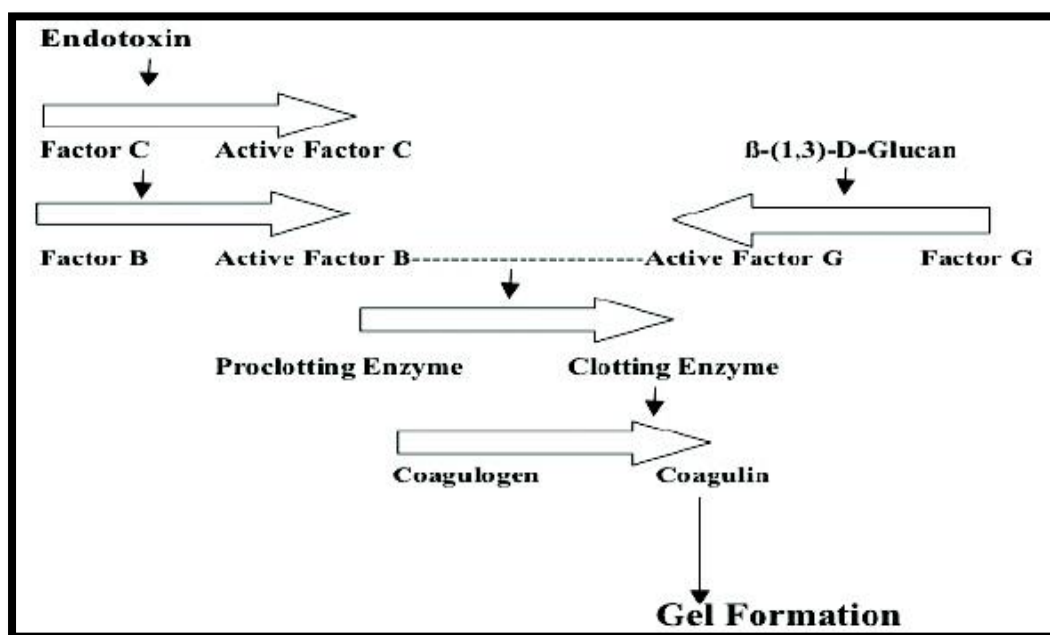 Endotoxin
Factor C Active Factor C ß-(1,3)-D-Glucan
Factor B Active Factor B Active Factor G Factor G
Proclotting Enzyme Clotting Enzyme
Coagulogen Coagulin
Gel Formation